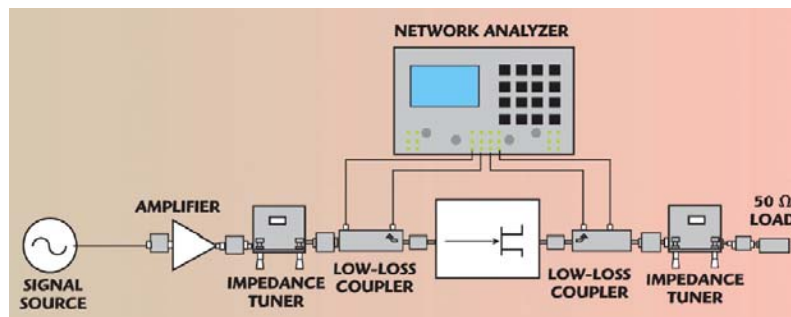 NETWORK ANALYZER
AMPLIFIER
50 Ω
LOAD
SIGNAL
SOURCE
IMPEDANCE
TUNER
LOW-LOSS
COUPLER
LOW-LOSS
COUPLER
IMPEDANCE
TUNER